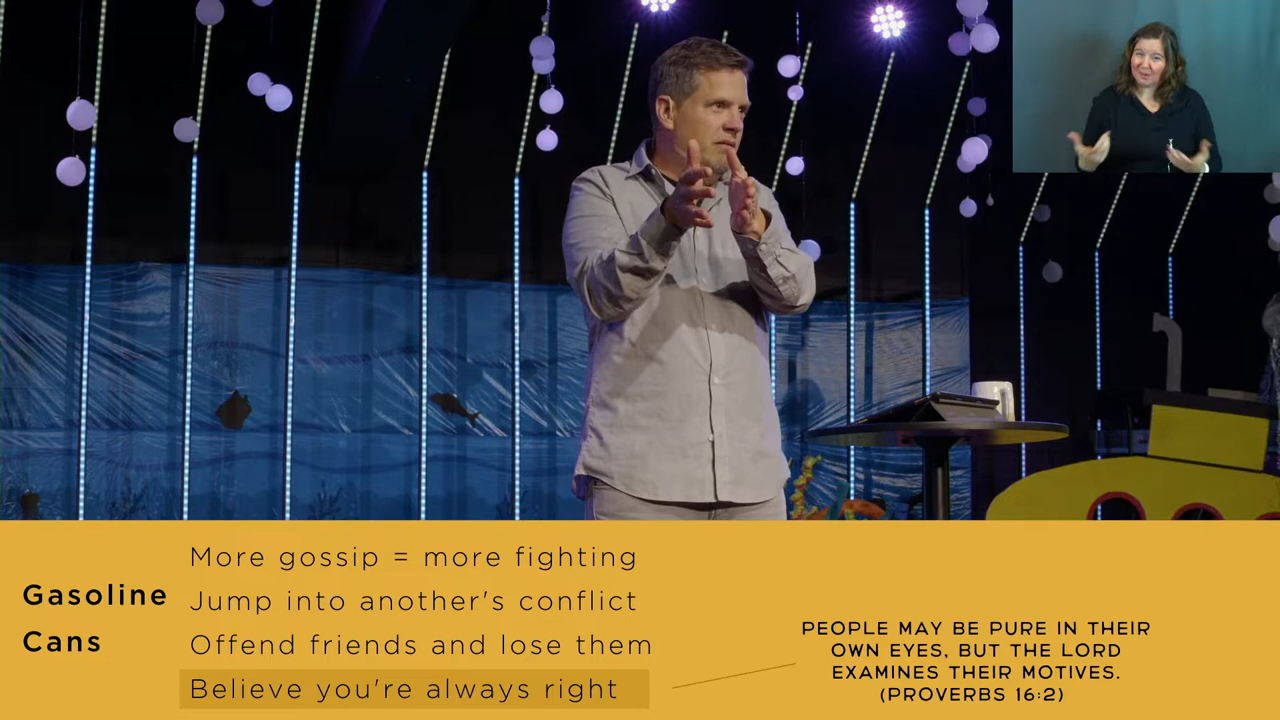 Gasoline
Cans
More gossip = more fighting
Jump into another's conflict
Offend friends and lose them
Believe you're always right
PEOPLE MAY BE PURE IN THEIR
OWN EYES, BUT THE LORD
EXAMINES THEIR MOTIVES.
(PROVERBS 16:2)